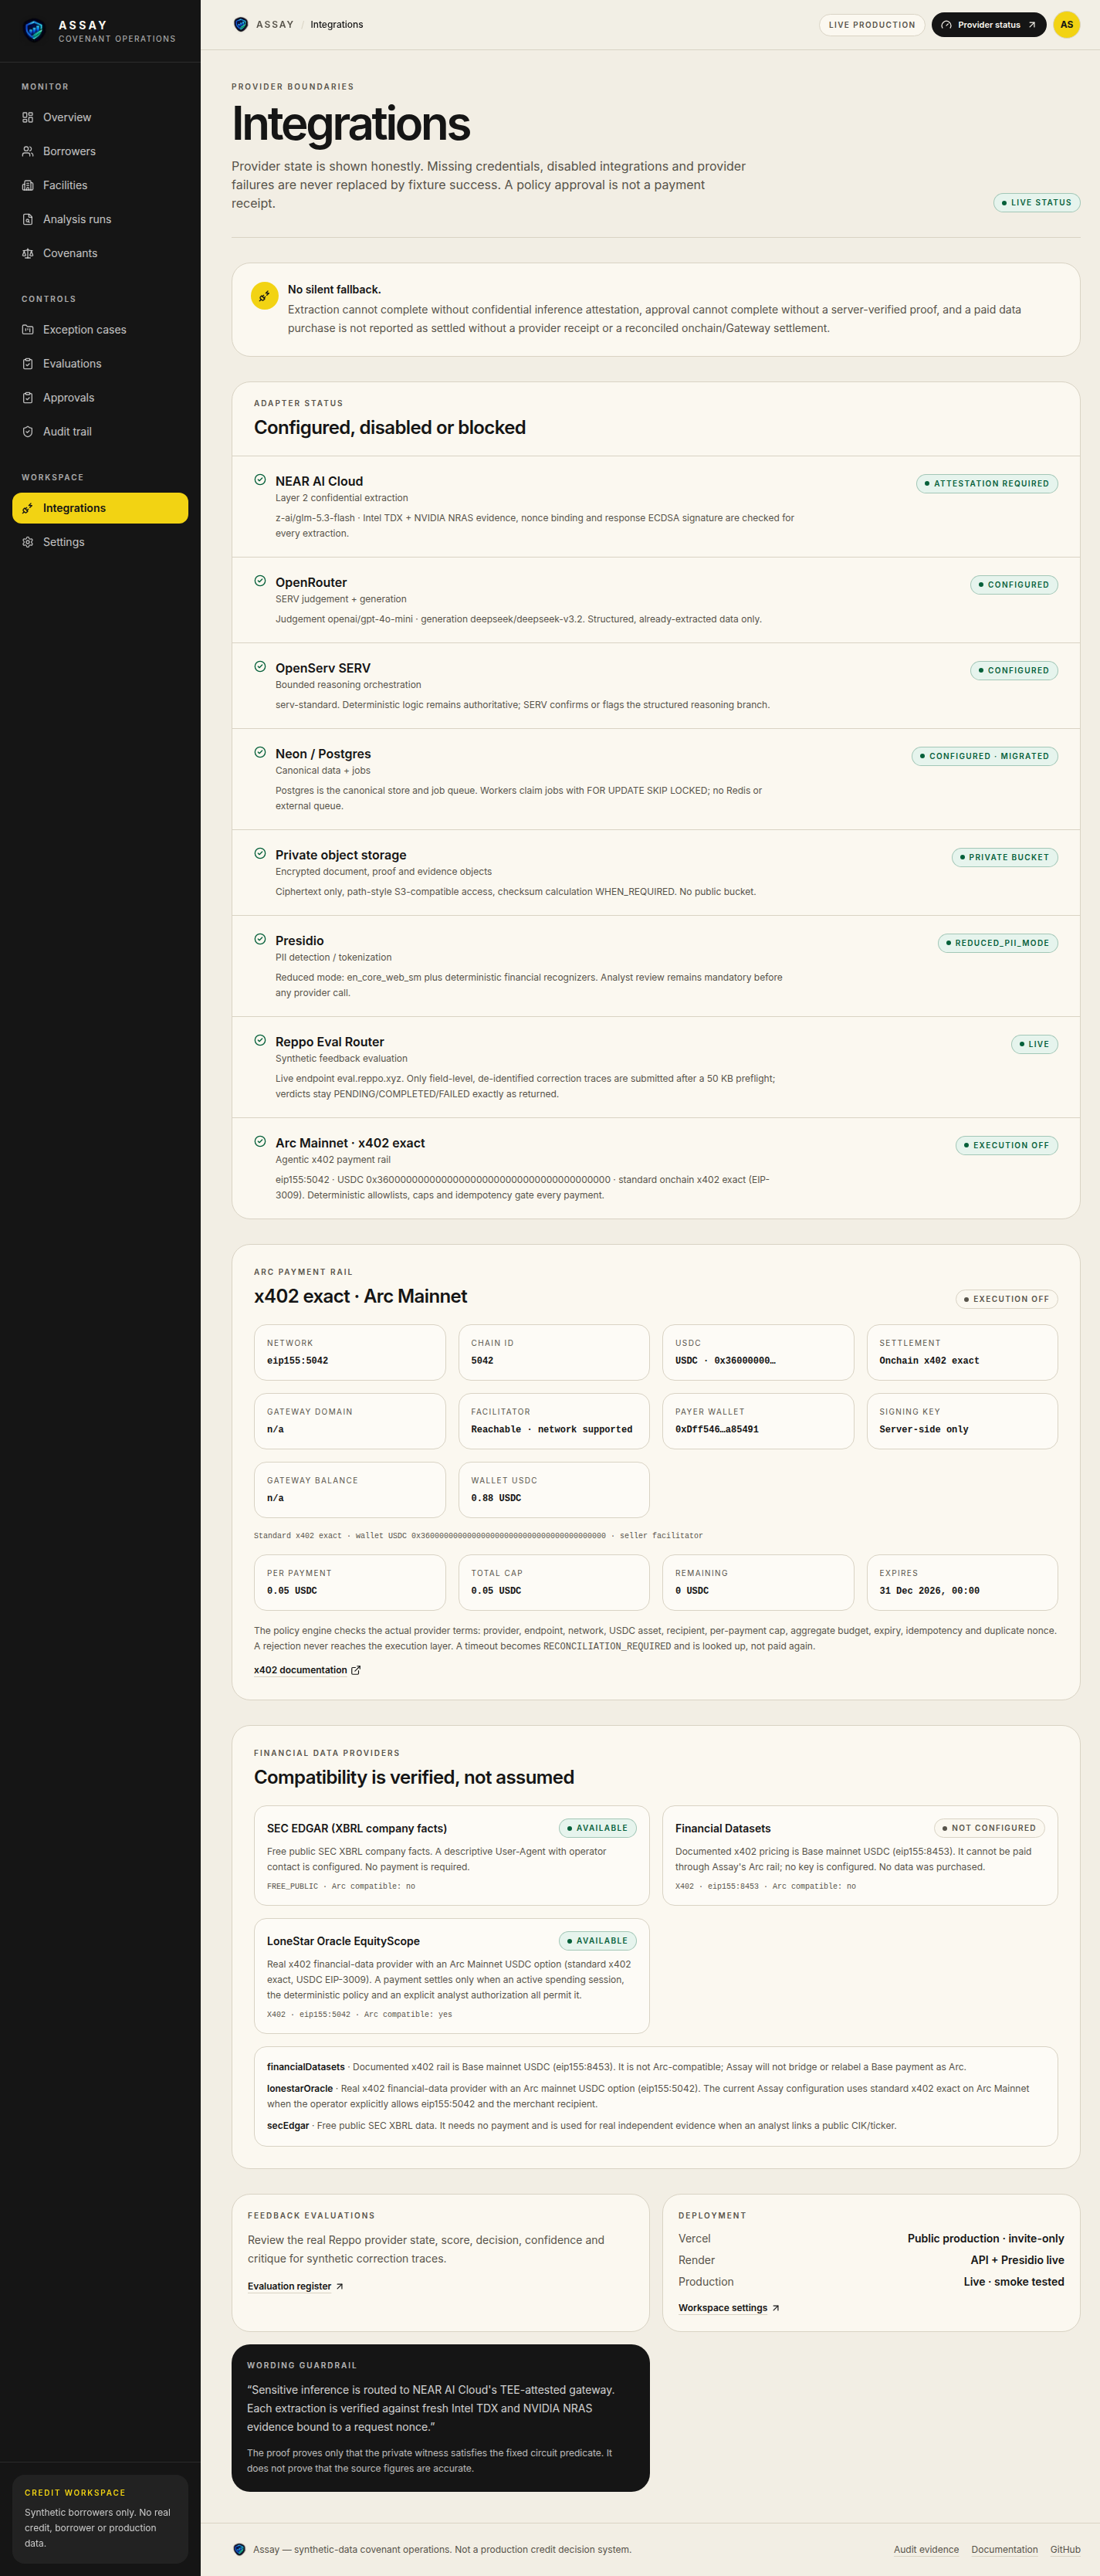 ASSAY
COVENANT OPERATIONS
MONITOR
Overview
Borrowers
Facilities
Analysis runs
Covenants
CONTROLS
Exception cases
Evaluations
Approvals
Audit trail
WORKSPACE
Integrations
Settings
CREDIT WORKSPACE
Synthetic borrowers only. No real
credit, borrower or production
data.
ASSAY / Integrations
LIVE PRODUCTION
Provider status
AS
PROVIDER BOUNDARIES
Integrations
Provider state is shown honestly. Missing credentials, disabled integrations and provider
failures are never replaced by fixture success. A policy approval is not a payment
receipt.
LIVE STATUS
No silent fallback.
Extraction cannot complete without confidential inference attestation, approval cannot complete without a server-verified proof, and a paid data
purchase is not reported as settled without a provider receipt or a reconciled onchain/Gateway settlement.
ADAPTER STATUS
Configured, disabled or blocked
NEAR AI Cloud
ATTESTATION REQUIRED
Layer 2 confidential extraction
z-ai/glm-5.3-flash · Intel TDX + NVIDIA NRAS evidence, nonce binding and response ECDSA signature are checked for
every extraction.
OpenRouter
CONFIGURED
SERV judgement + generation
Judgement openai/gpt-4o-mini · generation deepseek/deepseek-v3.2. Structured, already-extracted data only.
OpenServ SERV
CONFIGURED
Bounded reasoning orchestration
serv-standard. Deterministic logic remains authoritative; SERV confirms or flags the structured reasoning branch.
Neon / Postgres
CONFIGURED · MIGRATED
Canonical data + jobs
Postgres is the canonical store and job queue. Workers claim jobs with FOR UPDATE SKIP LOCKED; no Redis or
external queue.
Private object storage
PRIVATE BUCKET
Encrypted document, proof and evidence objects
Ciphertext only, path-style S3-compatible access, checksum calculation WHEN_REQUIRED. No public bucket.
Presidio
REDUCED_PII_MODE
PII detection / tokenization
Reduced mode: en_core_web_sm plus deterministic financial recognizers. Analyst review remains mandatory before
any provider call.
Reppo Eval Router
LIVE
Synthetic feedback evaluation
Live endpoint eval.reppo.xyz. Only field-level, de-identified correction traces are submitted after a 50 KB preflight;
verdicts stay PENDING/COMPLETED/FAILED exactly as returned.
Arc Mainnet · x402 exact
EXECUTION OFF
Agentic x402 payment rail
eip155:5042 · USDC 0x3600000000000000000000000000000000000000 · standard onchain x402 exact (EIP-
3009). Deterministic allowlists, caps and idempotency gate every payment.
ARC PAYMENT RAIL
x402 exact · Arc Mainnet
EXECUTION OFF
NETWORK
eip155:5042
CHAIN ID
5042
USDC
USDC · 0x36000000…
SETTLEMENT
Onchain x402 exact
GATEWAY DOMAIN
n/a
FACILITATOR
Reachable · network supported
PAYER WALLET
0xDff546…a85491
SIGNING KEY
Server-side only
GATEWAY BALANCE
n/a
WALLET USDC
0.88 USDC
Standard x402 exact · wallet USDC 0x3600000000000000000000000000000000000000 · seller facilitator
PER PAYMENT
0.05 USDC
TOTAL CAP
0.05 USDC
REMAINING
0 USDC
EXPIRES
31 Dec 2026, 00:00
The policy engine checks the actual provider terms: provider, endpoint, network, USDC asset, recipient, per-payment cap, aggregate budget, expiry, idempotency and duplicate nonce.
A rejection never reaches the execution layer. A timeout becomes RECONCILIATION_REQUIRED and is looked up, not paid again.
x402 documentation
FINANCIAL DATA PROVIDERS
Compatibility is verified, not assumed
SEC EDGAR (XBRL company facts)
AVAILABLE
Free public SEC XBRL company facts. A descriptive User-Agent with operator
contact is configured. No payment is required.
FREE_PUBLIC · Arc compatible: no
Financial Datasets
NOT CONFIGURED
Documented x402 pricing is Base mainnet USDC (eip155:8453). It cannot be paid
through Assay's Arc rail; no key is configured. No data was purchased.
X402 · eip155:8453 · Arc compatible: no
LoneStar Oracle EquityScope
AVAILABLE
Real x402 financial-data provider with an Arc Mainnet USDC option (standard x402
exact, USDC EIP-3009). A payment settles only when an active spending session,
the deterministic policy and an explicit analyst authorization all permit it.
X402 · eip155:5042 · Arc compatible: yes
financialDatasets · Documented x402 rail is Base mainnet USDC (eip155:8453). It is not Arc-compatible; Assay will not bridge or relabel a Base payment as Arc.
lonestarOracle · Real x402 financial-data provider with an Arc mainnet USDC option (eip155:5042). The current Assay configuration uses standard x402 exact on Arc Mainnet
when the operator explicitly allows eip155:5042 and the merchant recipient.
secEdgar · Free public SEC XBRL data. It needs no payment and is used for real independent evidence when an analyst links a public CIK/ticker.
FEEDBACK EVALUATIONS
Review the real Reppo provider state, score, decision, confidence and
critique for synthetic correction traces.
Evaluation register
DEPLOYMENT
Vercel Public production · invite-only
Render API + Presidio live
Production Live · smoke tested
Workspace settings
WORDING GUARDRAIL
“Sensitive inference is routed to NEAR AI Cloud's TEE-attested gateway.
Each extraction is verified against fresh Intel TDX and NVIDIA NRAS
evidence bound to a request nonce.”
The proof proves only that the private witness satisfies the fixed circuit predicate. It
does not prove that the source figures are accurate.
Assay — synthetic-data covenant operations. Not a production credit decision system.
Audit evidence Documentation GitHub